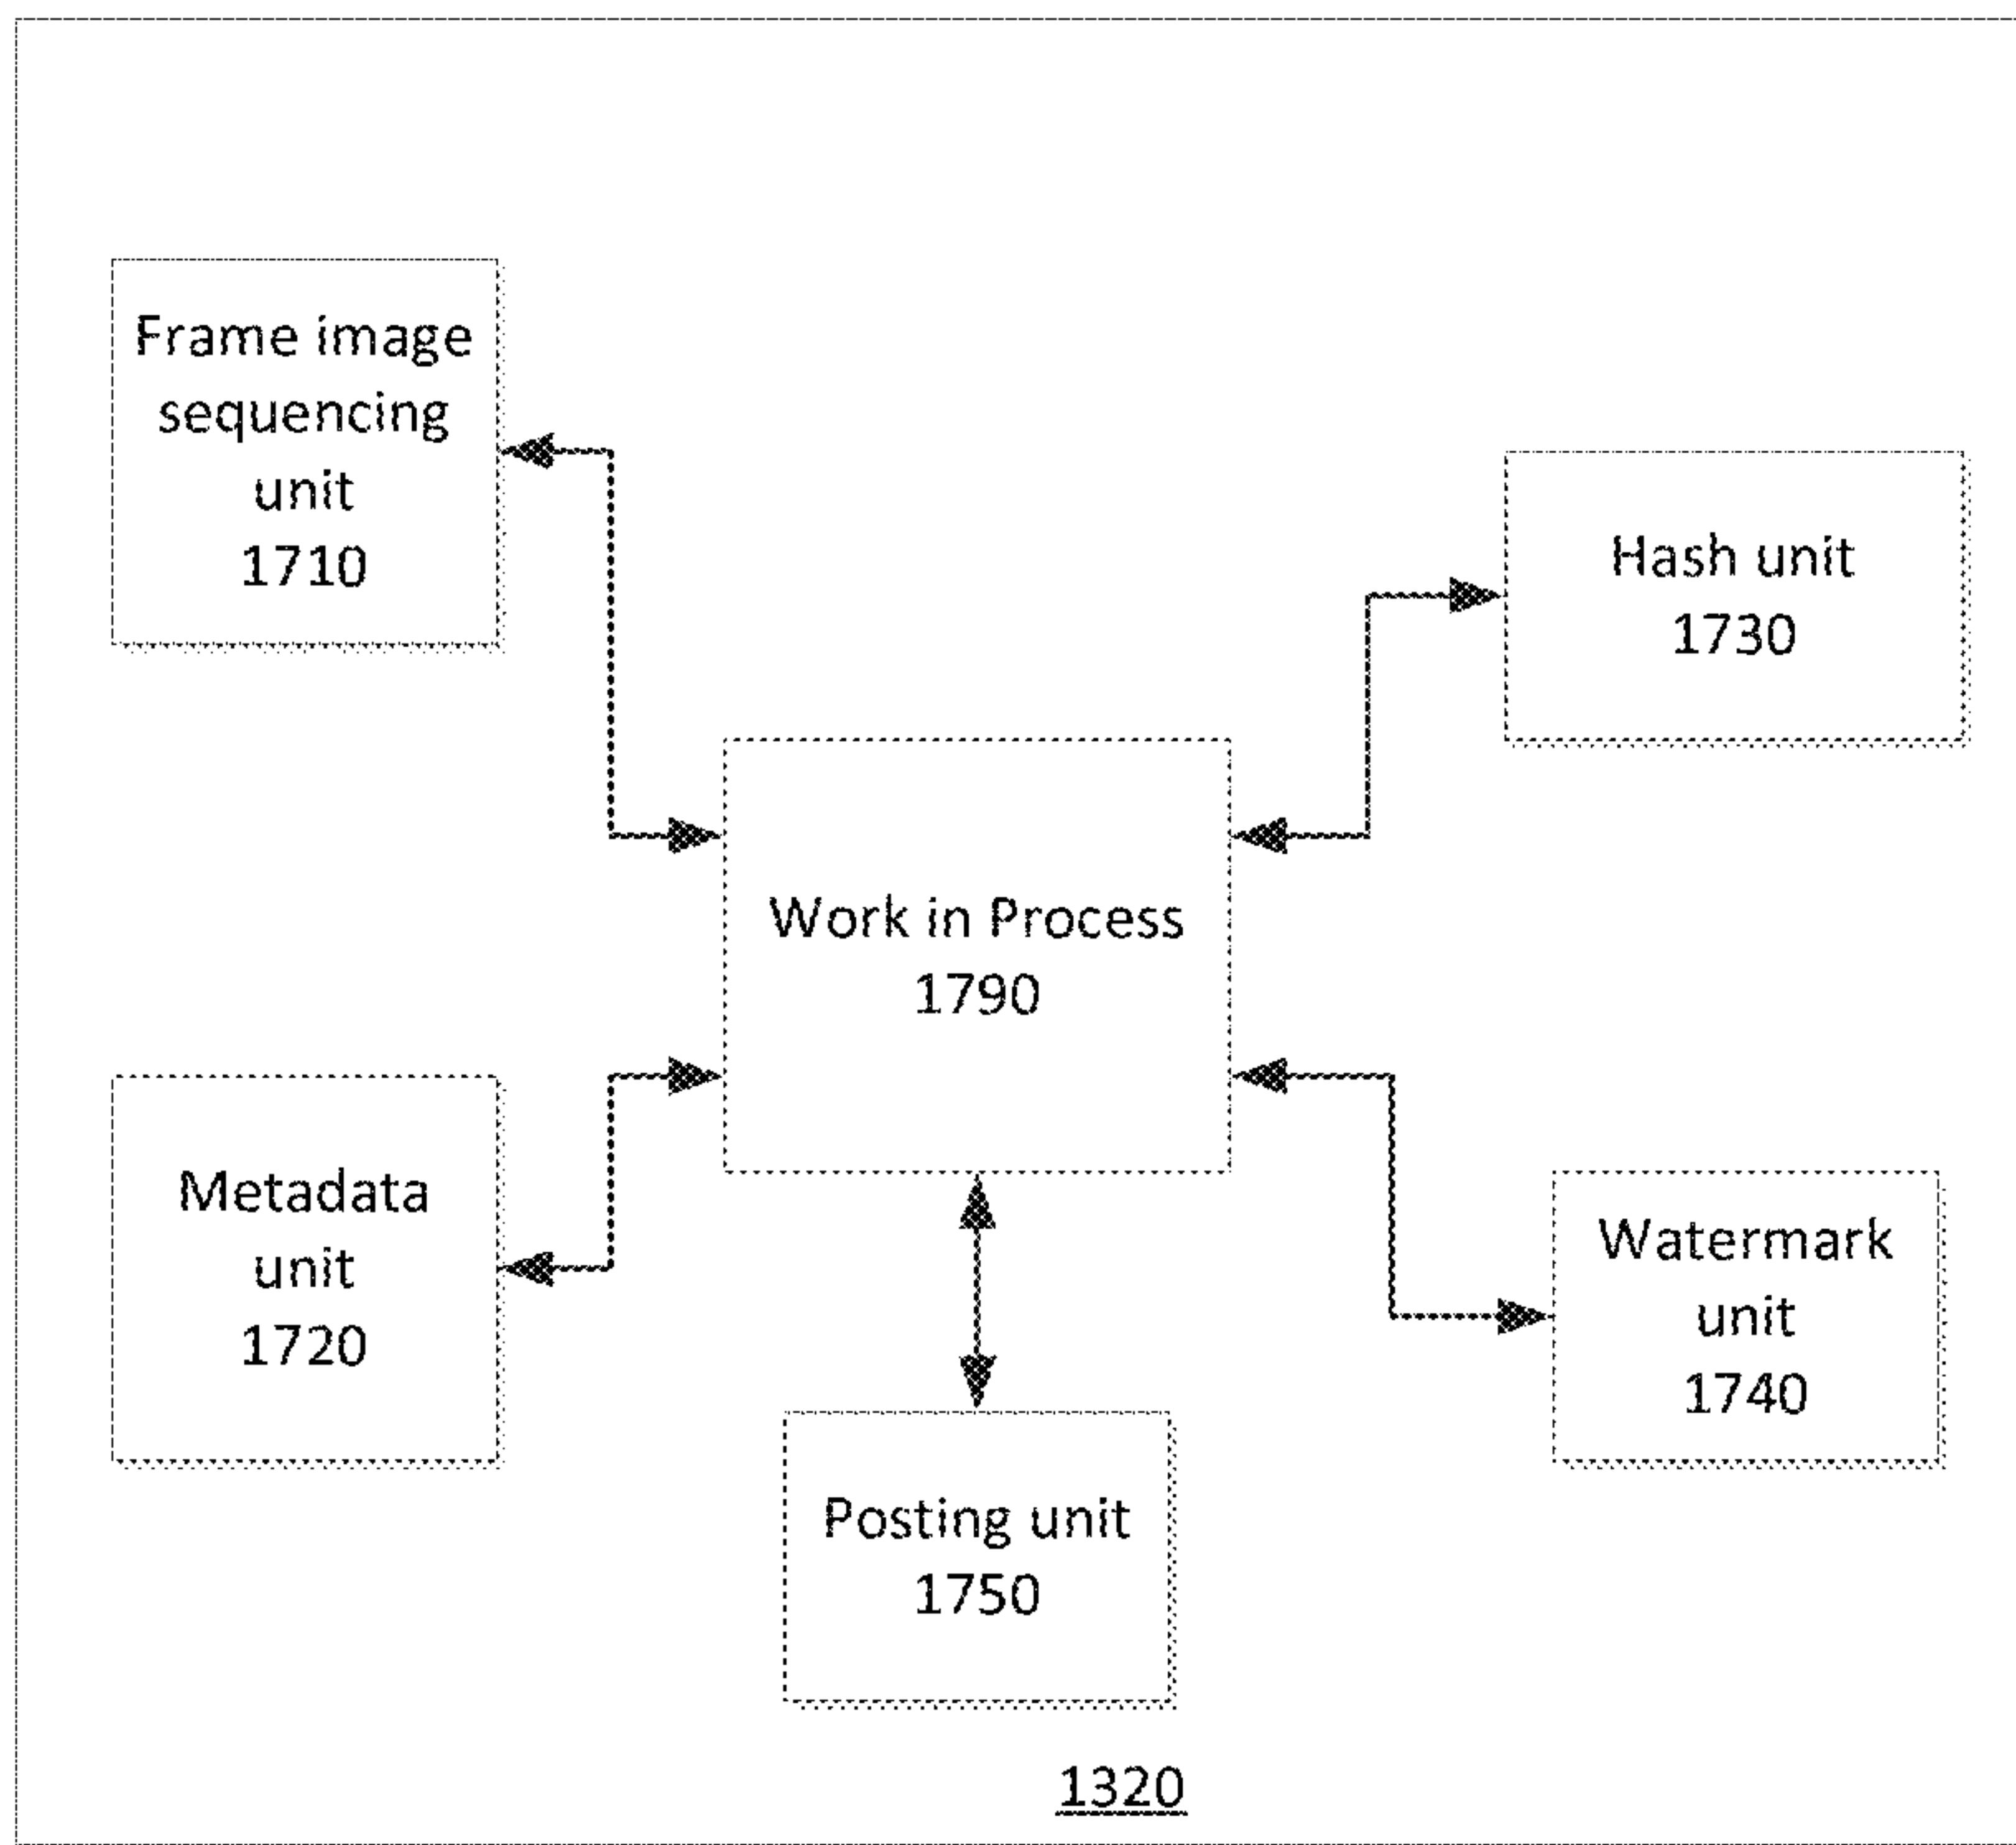 Frame image
sequencing
unit
1710
Hash unit
1730
Work in Process
1790
Metadata
unit
1720
Watermark
unit
1740
Posting unit
1750
1320